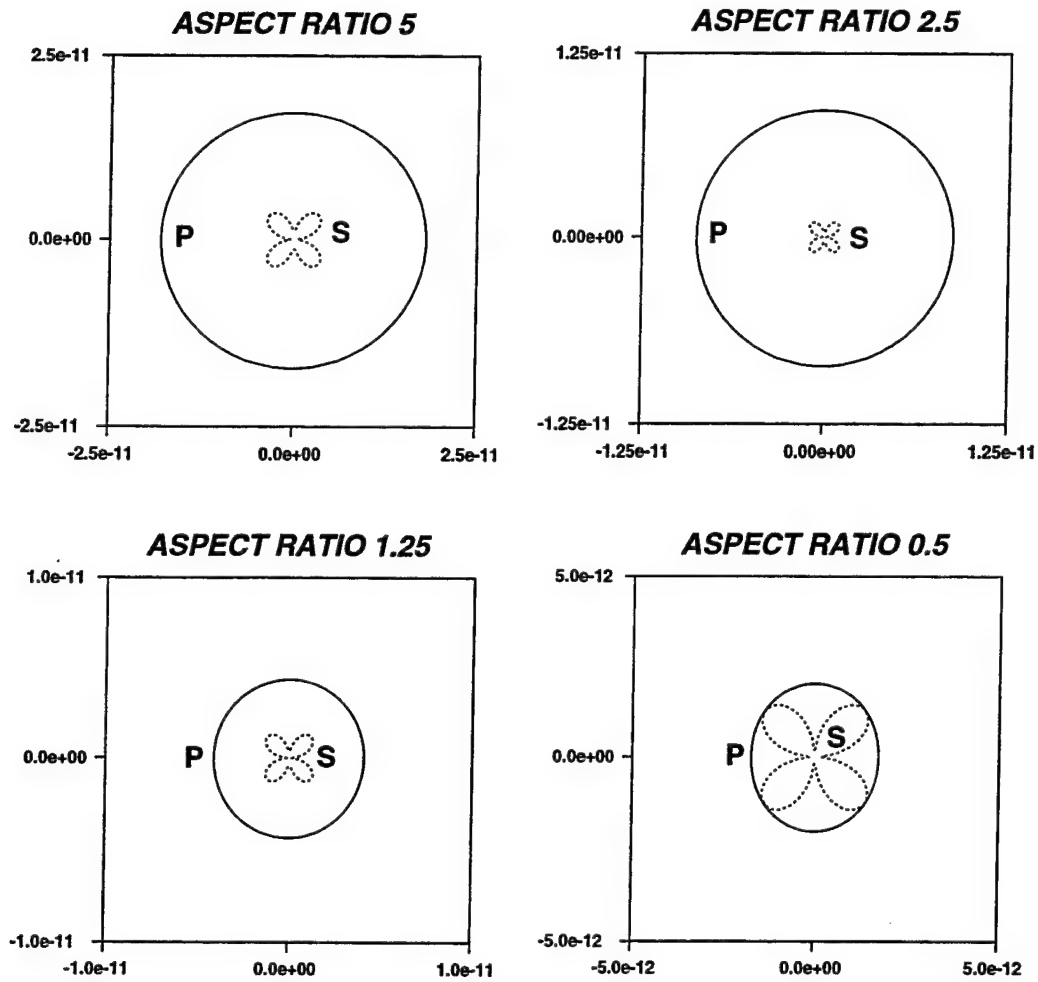 ASPECT RATIO 5
2.5e-11
P
S
0.0e+00
-2.5e-11
-2.5e-11
0.0e+00
2.5e-11
ASPECT RATIO 2.5
1.25e-11
P
S
0.00e+00
-1.25e-11
-1.25e-11
0.00e+00
1.25e-11
ASPECT RATIO 1.25
1.0e-11
P
S
0.0e+00
-1.0e-11
-1.0e-11
0.0e+00
1.0e-11
ASPECT RATIO 0.5
5.0e-12
P
S
0.0e+00
-5.0e-12
-5.0e-12
0.0e+00
5.0e-12